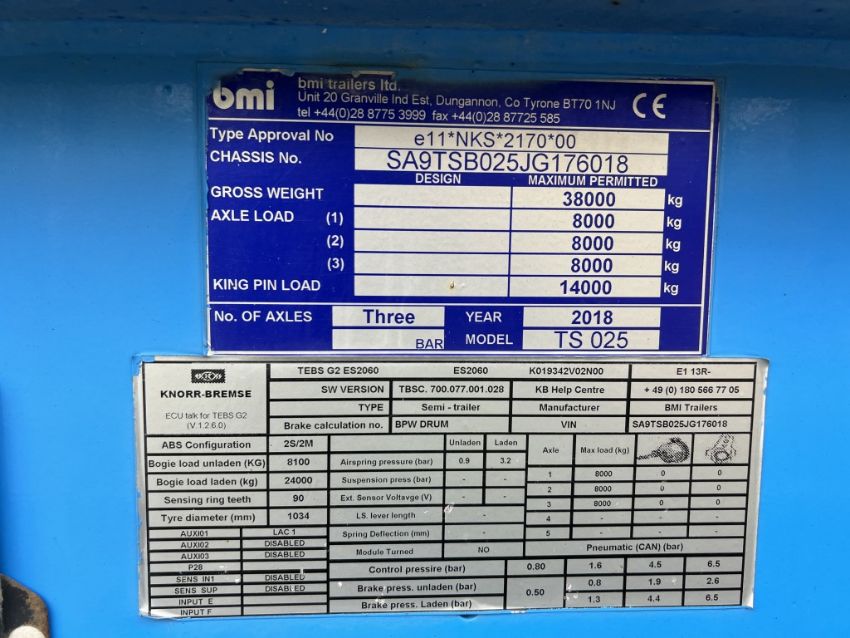 bmi
bmi trailers ltd.
Unit 20 Granville Ind Est, Dungannon, Co Tyrone BT70 1NJ
tel +44(0)28 8775 3999 fax +44(0)28 87725 585
CE
Type Approval No e11*NKS*2170*00
CHASSIS No. SA9TSB025JG176018
DESIGN MAXIMUM PERMITTED
GROSS WEIGHT 38000 kg
AXLE LOAD (1) 8000 kg
(2) 8000 kg
(3) 8000 kg
KING PIN LOAD 14000 kg
No. OF AXLES Three YEAR 2018
BAR MODEL TS 025
KNORR-BREMSE
ECU talk for TEBS G2
(V.1.2.6.0)
TEBS G2 ES2060 ES2060 K019342V02N00 E1 13R-
SW VERSION TBSC. 700.077.001.028 KB Help Centre + 49 (0) 180 566 77 05
TYPE Semi - trailer Manufacturer BMI Trailers
Brake calculation no. BPW DRUM VIN SA9TSB025JG176018
ABS Configuration 2S/2M Unladen Laden Axle Max load (kg)
Bogie load unladen (KG) 8100 Airspring pressure (bar) 0.9 3.2 1 8000 0 0
Bogie load laden (kg) 24000 Suspension press (bar) - - 2 8000 0 0
Sensing ring teeth 90 Ext. Sensor Voltavge (V) - - 3 8000 0 0
Tyre diameter (mm) 1034 LS. lever length - 4 - - -
AUXI01 LAC 1 Spring Deflection (mm) - - 5 - - -
AUXI02 DISABLED
AUXI03 DISABLED Module Turned NO Pneumatic (CAN) (bar)
P28 Control pressire (bar) 0.80 1.6 4.5 6.5
SENS IN1 DISABLED
SENS SUP DISABLED Brake press. unladen (bar) 0.50 0.8 1.9 2.6
INPUT E Brake press. Laden (bar) 1.3 4.4 6.5
INPUT F